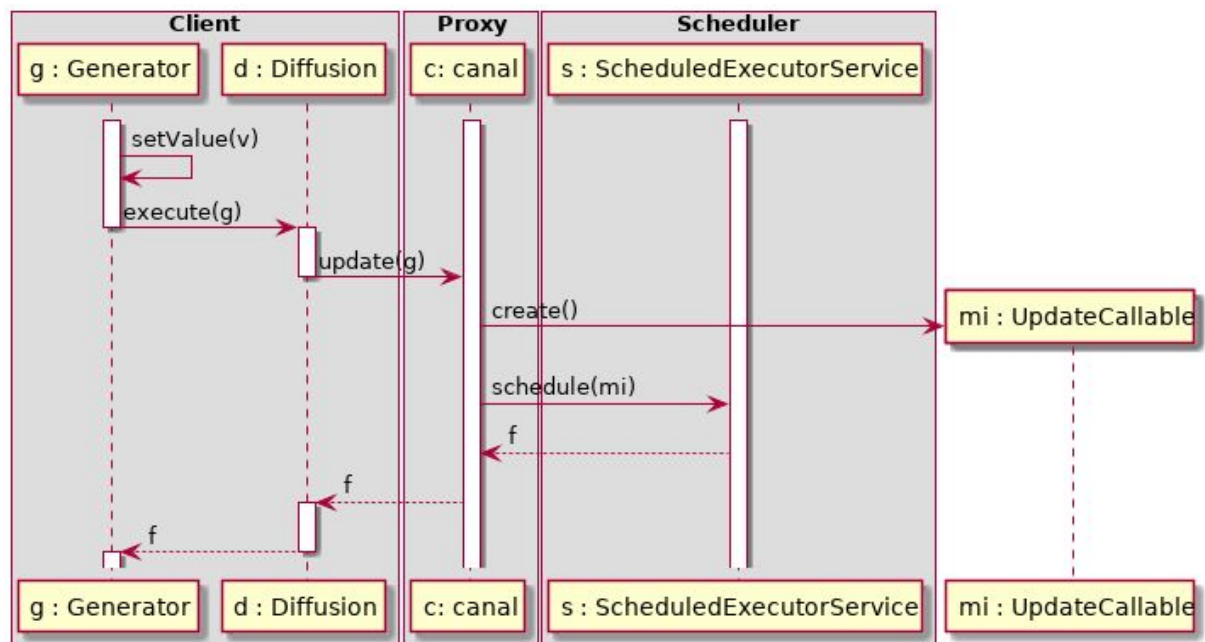 Client
Proxy
Scheduler
g : Generator
d : Diffusion
c: canal
s : ScheduledExecutorService
setValue(v)
execute(g)
update(g)
create()
mi : UpdateCallable
schedule(mi)
f
f
f
g : Generator
d : Diffusion
c: canal
s : ScheduledExecutorService
mi : UpdateCallable